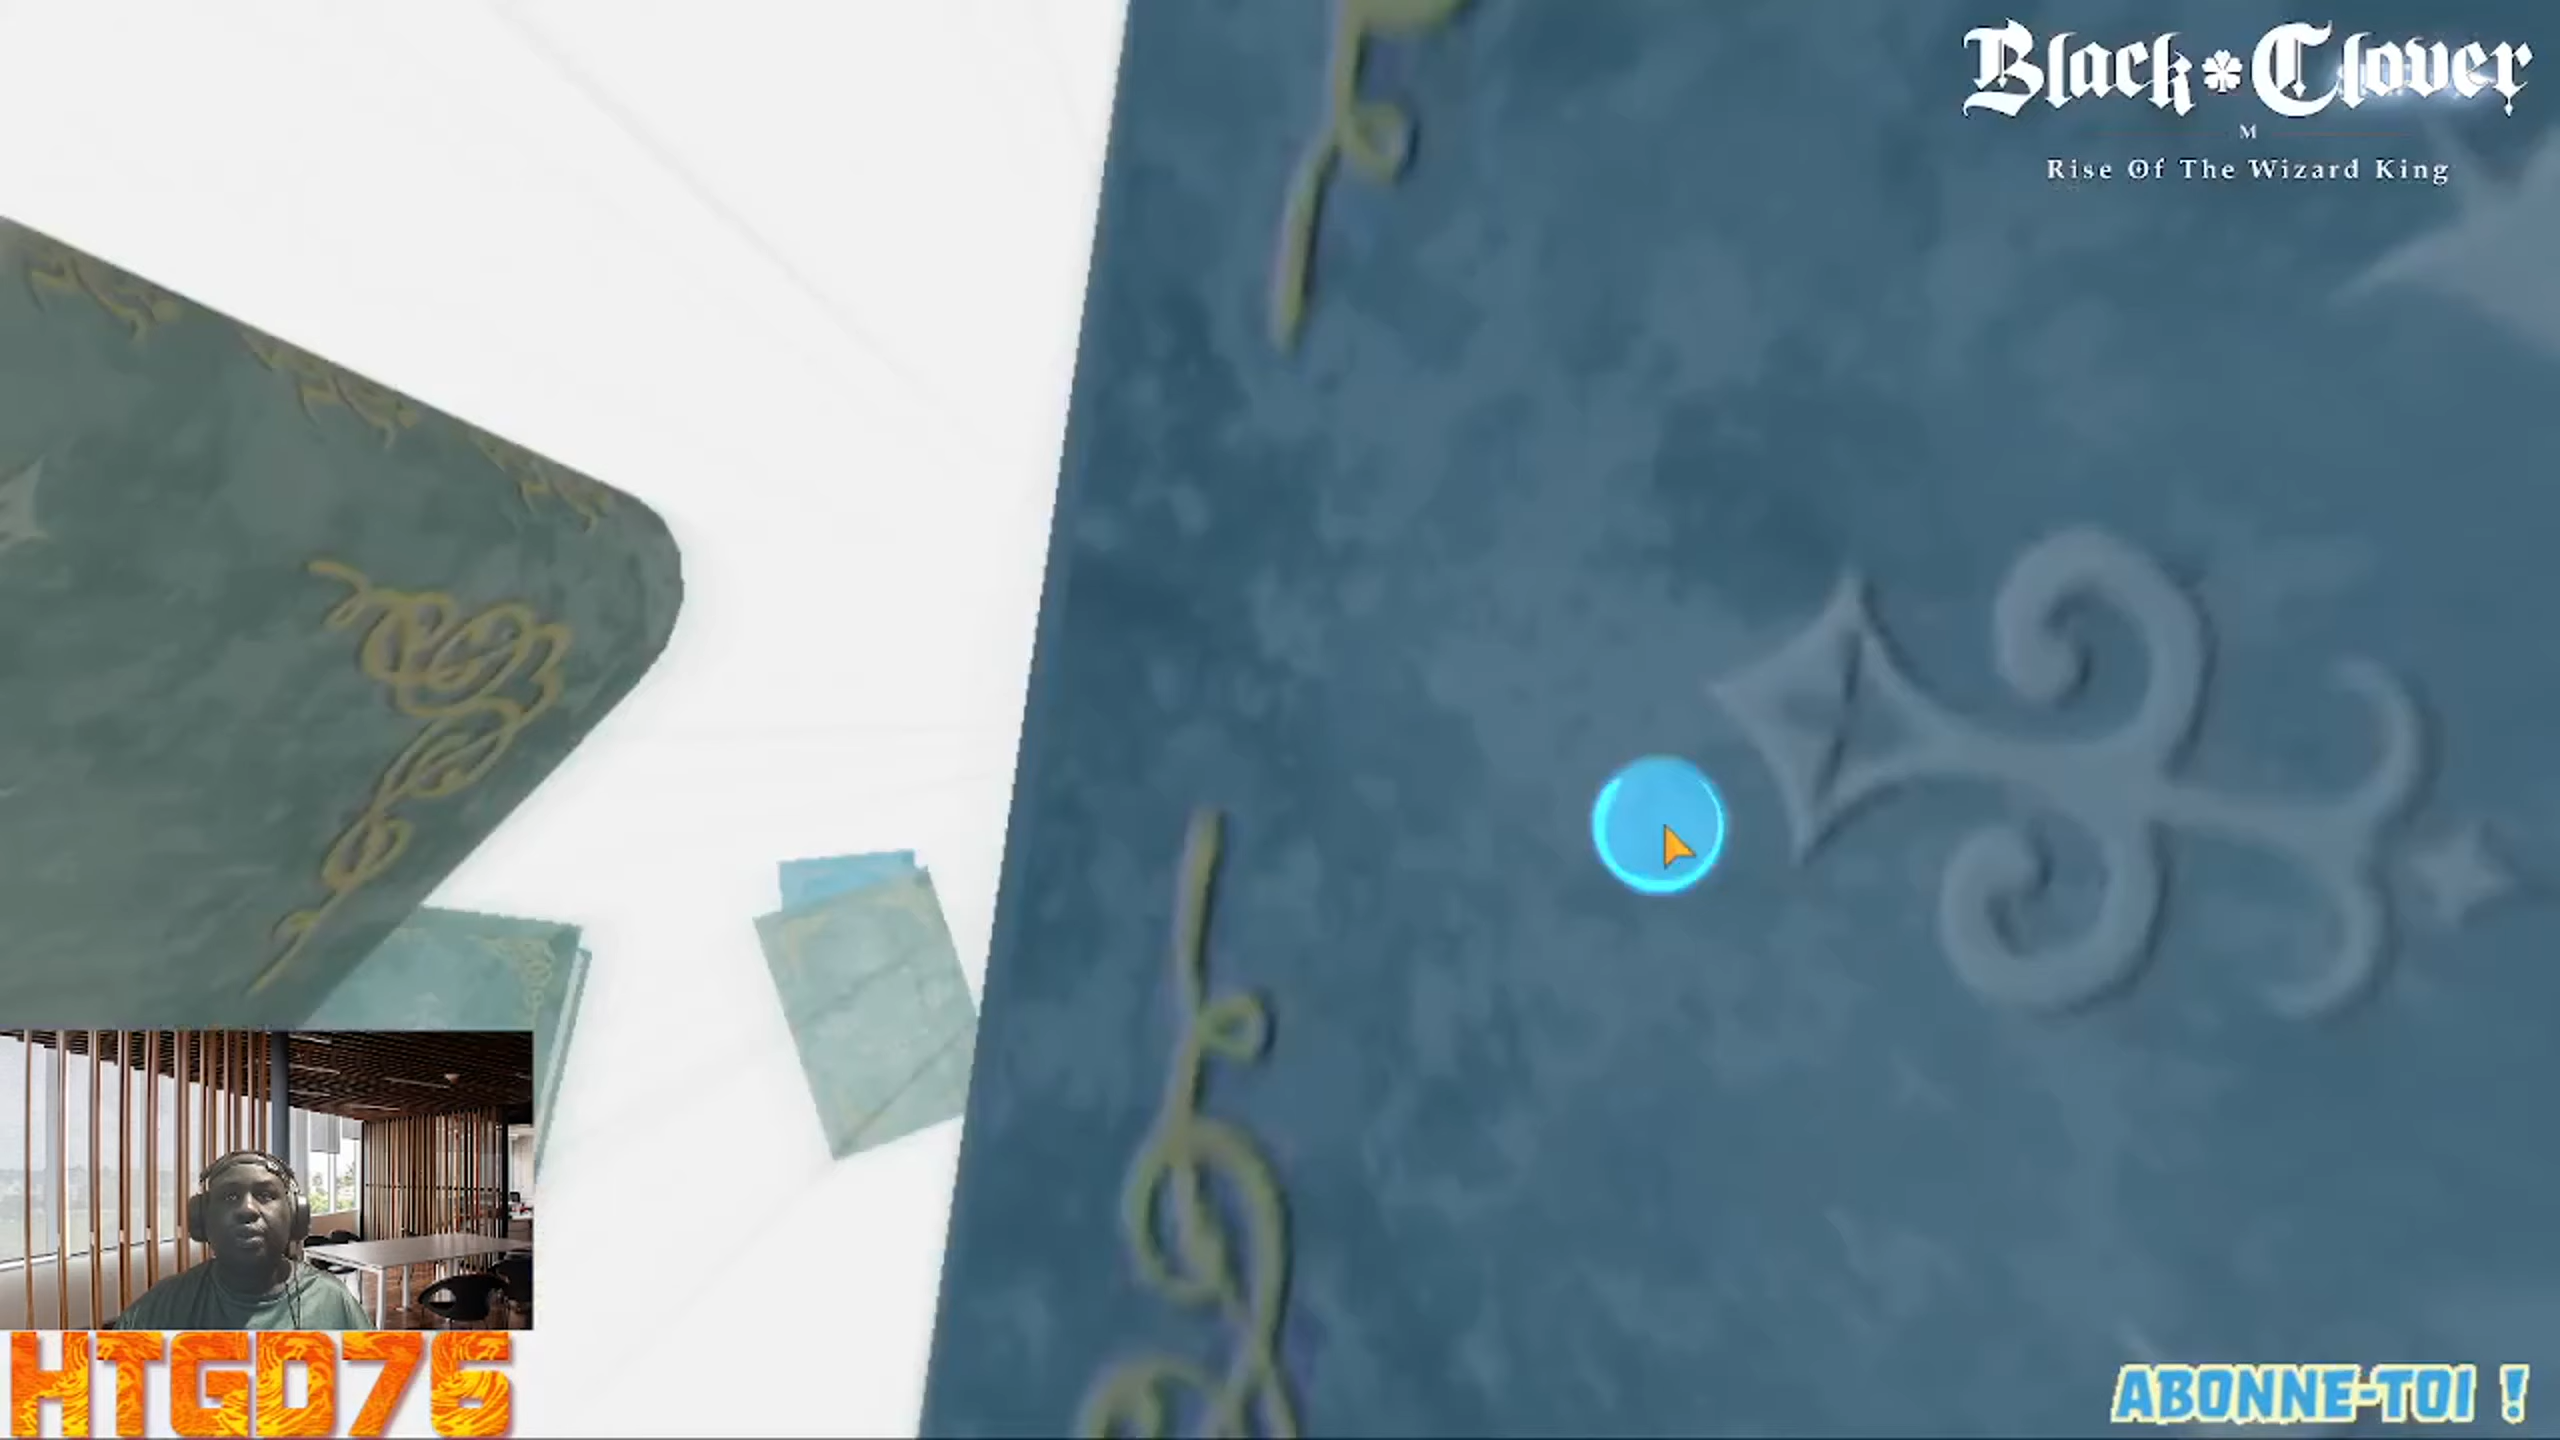 Black Clover
M
Rise Of The Wizard King
HTGD76
ABONNE-TOI !